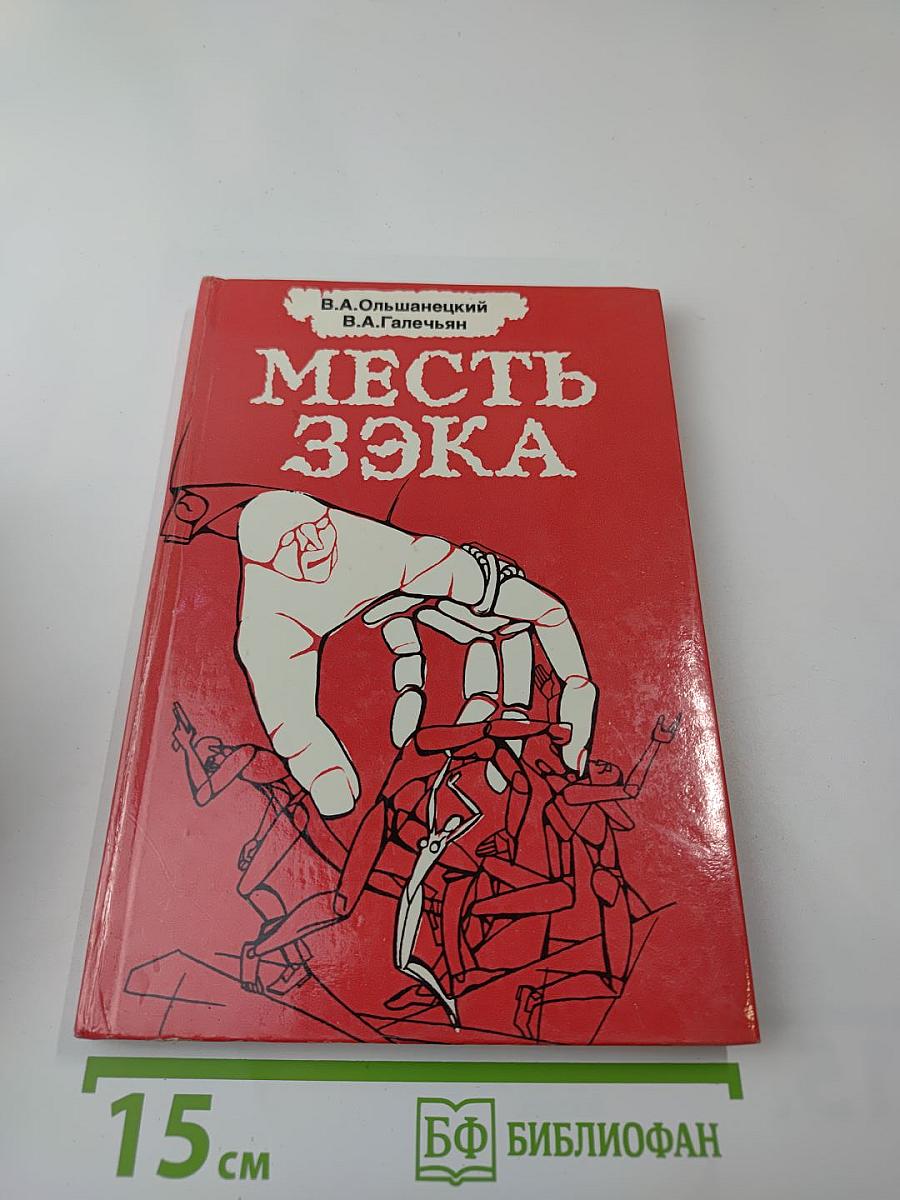 В.А.Ольшанецкий
В.А.Галечьян
МЕСТЬ
ЗЭКА
15 см
БФ БИБЛИОФАН